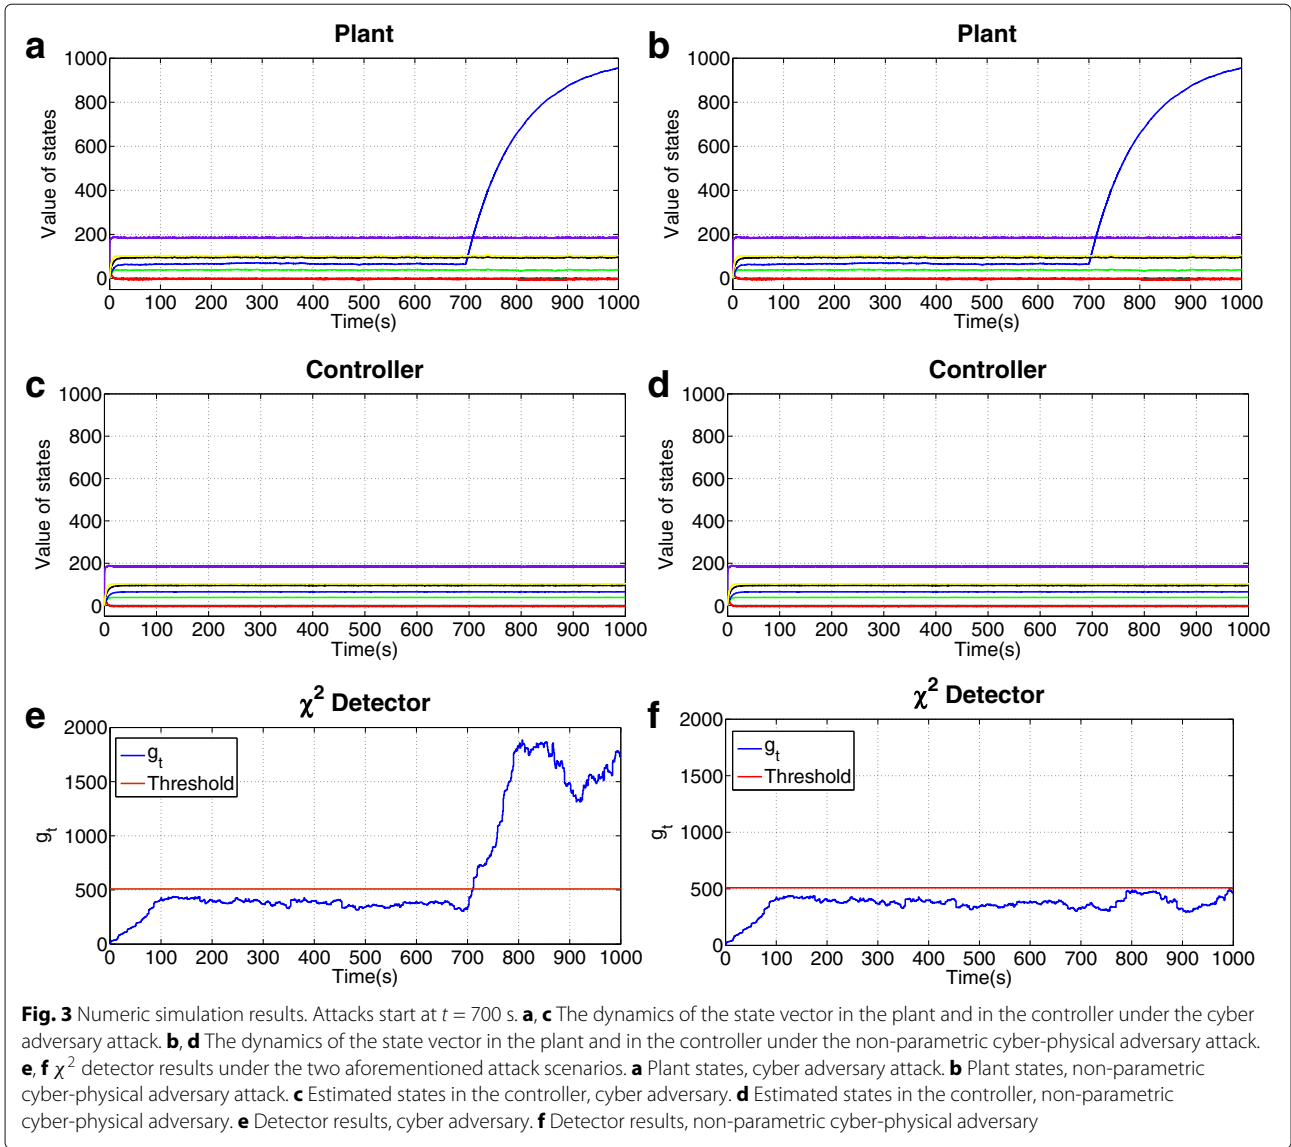 a
Plant
1000
800
600
400
200
0
Value of states
0 100 200 300 400 500 600 700 800 900 1000
Time(s)
b
Plant
1000
800
600
400
200
0
Value of states
0 100 200 300 400 500 600 700 800 900 1000
Time(s)
c
Controller
1000
800
600
400
200
0
Value of states
0 100 200 300 400 500 600 700 800 900 1000
Time(s)
d
Controller
1000
800
600
400
200
0
Value of states
0 100 200 300 400 500 600 700 800 900 1000
Time(s)
e
χ² Detector
2000
1500
1000
500
0
g_t
g_t
Threshold
0 100 200 300 400 500 600 700 800 900 1000
Time(s)
f
χ² Detector
2000
1500
1000
500
0
g_t
g_t
Threshold
0 100 200 300 400 500 600 700 800 900 1000
Time(s)
Fig. 3 Numeric simulation results. Attacks start at t = 700 s. a, c The dynamics of the state vector in the plant and in the controller under the cyber
adversary attack. b, d The dynamics of the state vector in the plant and in the controller under the non-parametric cyber-physical adversary attack.
e, f χ² detector results under the two aforementioned attack scenarios. a Plant states, cyber adversary attack. b Plant states, non-parametric
cyber-physical adversary attack. c Estimated states in the controller, cyber adversary. d Estimated states in the controller, non-parametric
cyber-physical adversary. e Detector results, cyber adversary. f Detector results, non-parametric cyber-physical adversary